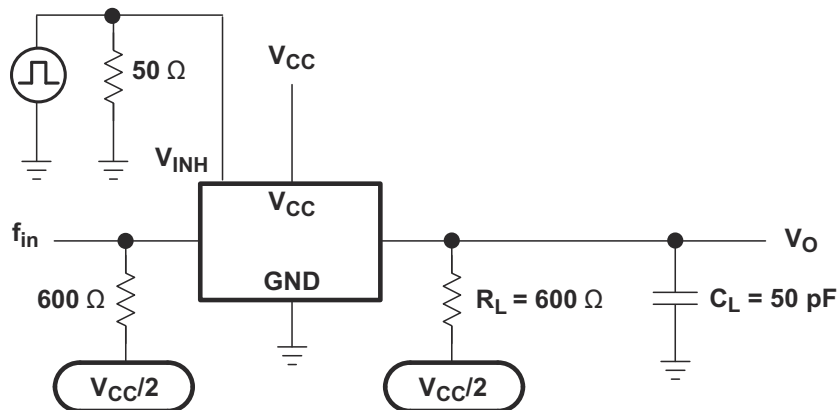 50 Ω
V_CC
V_INH
V_CC
f_in
V_O
GND
600 Ω
R_L = 600 Ω
C_L = 50 pF
V_CC/2
V_CC/2